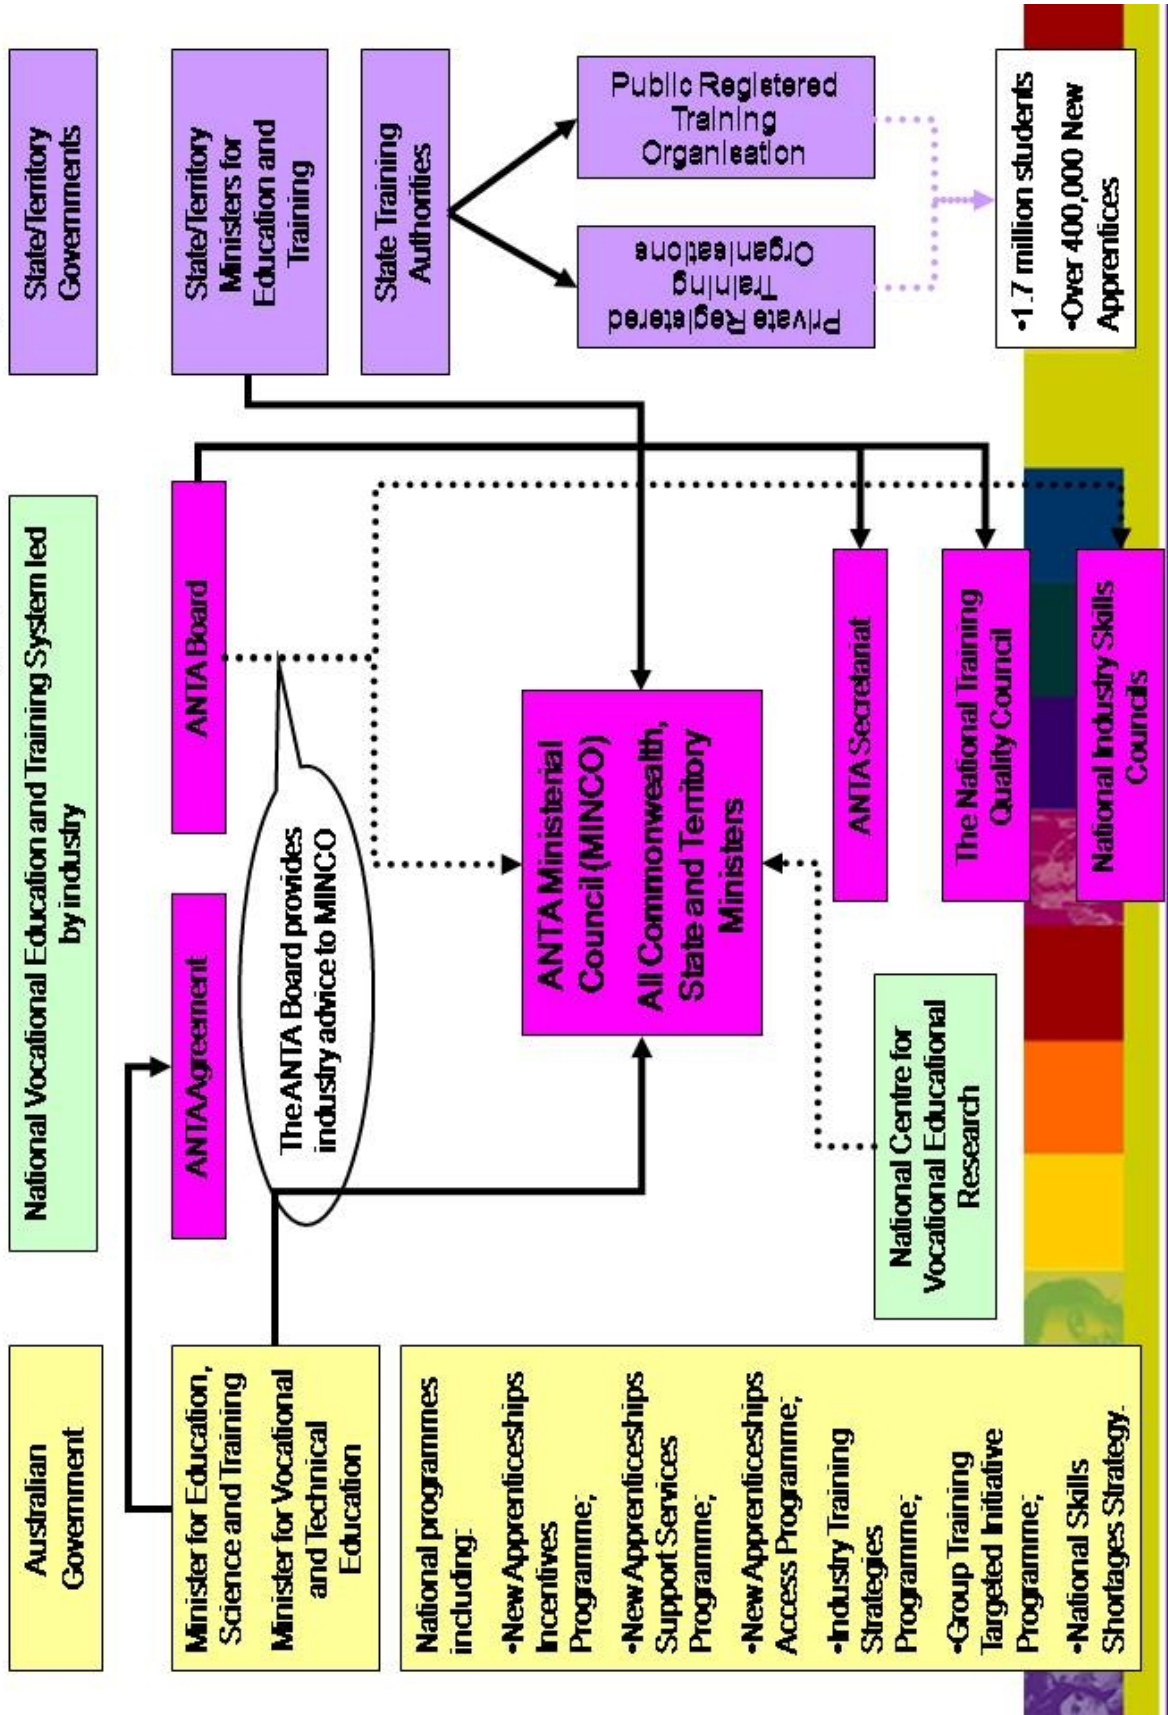 Australian
Government
Minister for Education,
Science and Training
Minister for Vocational
and Technical
Education
National programmes
including:
•New Apprenticeships
Incentives
Programme;
•New Apprenticeships
Support Services
Programme;
•New Apprenticeships
Access Programme;
•Industry Training
Strategies
Programme;
•Group Training
Targeted Initiative
Programme;
•National Skills
Shortages Strategy.
National Vocational Education and Training System led
by industry
ANTA Agreement
ANTA Board
The ANTA Board provides
industry advice to MINCO
ANTA Ministerial
Council (MINCO)
All Commonwealth,
State and Territory
Ministers
National Centre for
Vocational Educational
Research
ANTA Secretariat
The National Training
Quality Council
National Industry Skills
Councils
State/Territory
Governments
State/Territory
Ministers for
Education and
Training
State Training
Authorities
Private Registered
Training
Organisations
Public Registered
Training
Organisation
•1.7 million students
•Over 400,000 New
Apprentices